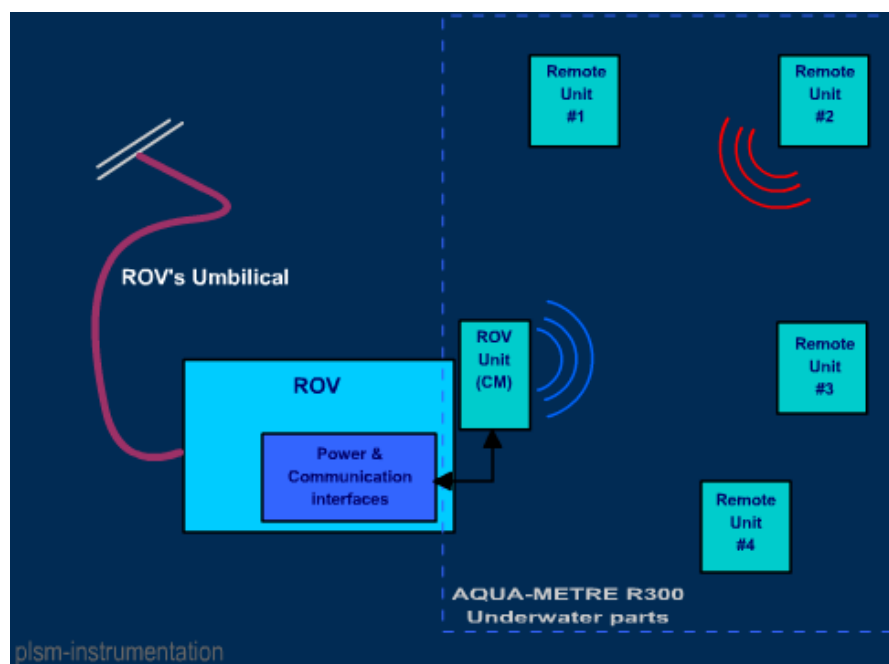 Remote
Unit
#1
Remote
Unit
#2
ROV's Umbilical
ROV
Unit
(CM)
ROV
Power &
Communication
interfaces
Remote
Unit
#3
Remote
Unit
#4
AQUA-METRE R300
Underwater parts
plsm-instrumentation